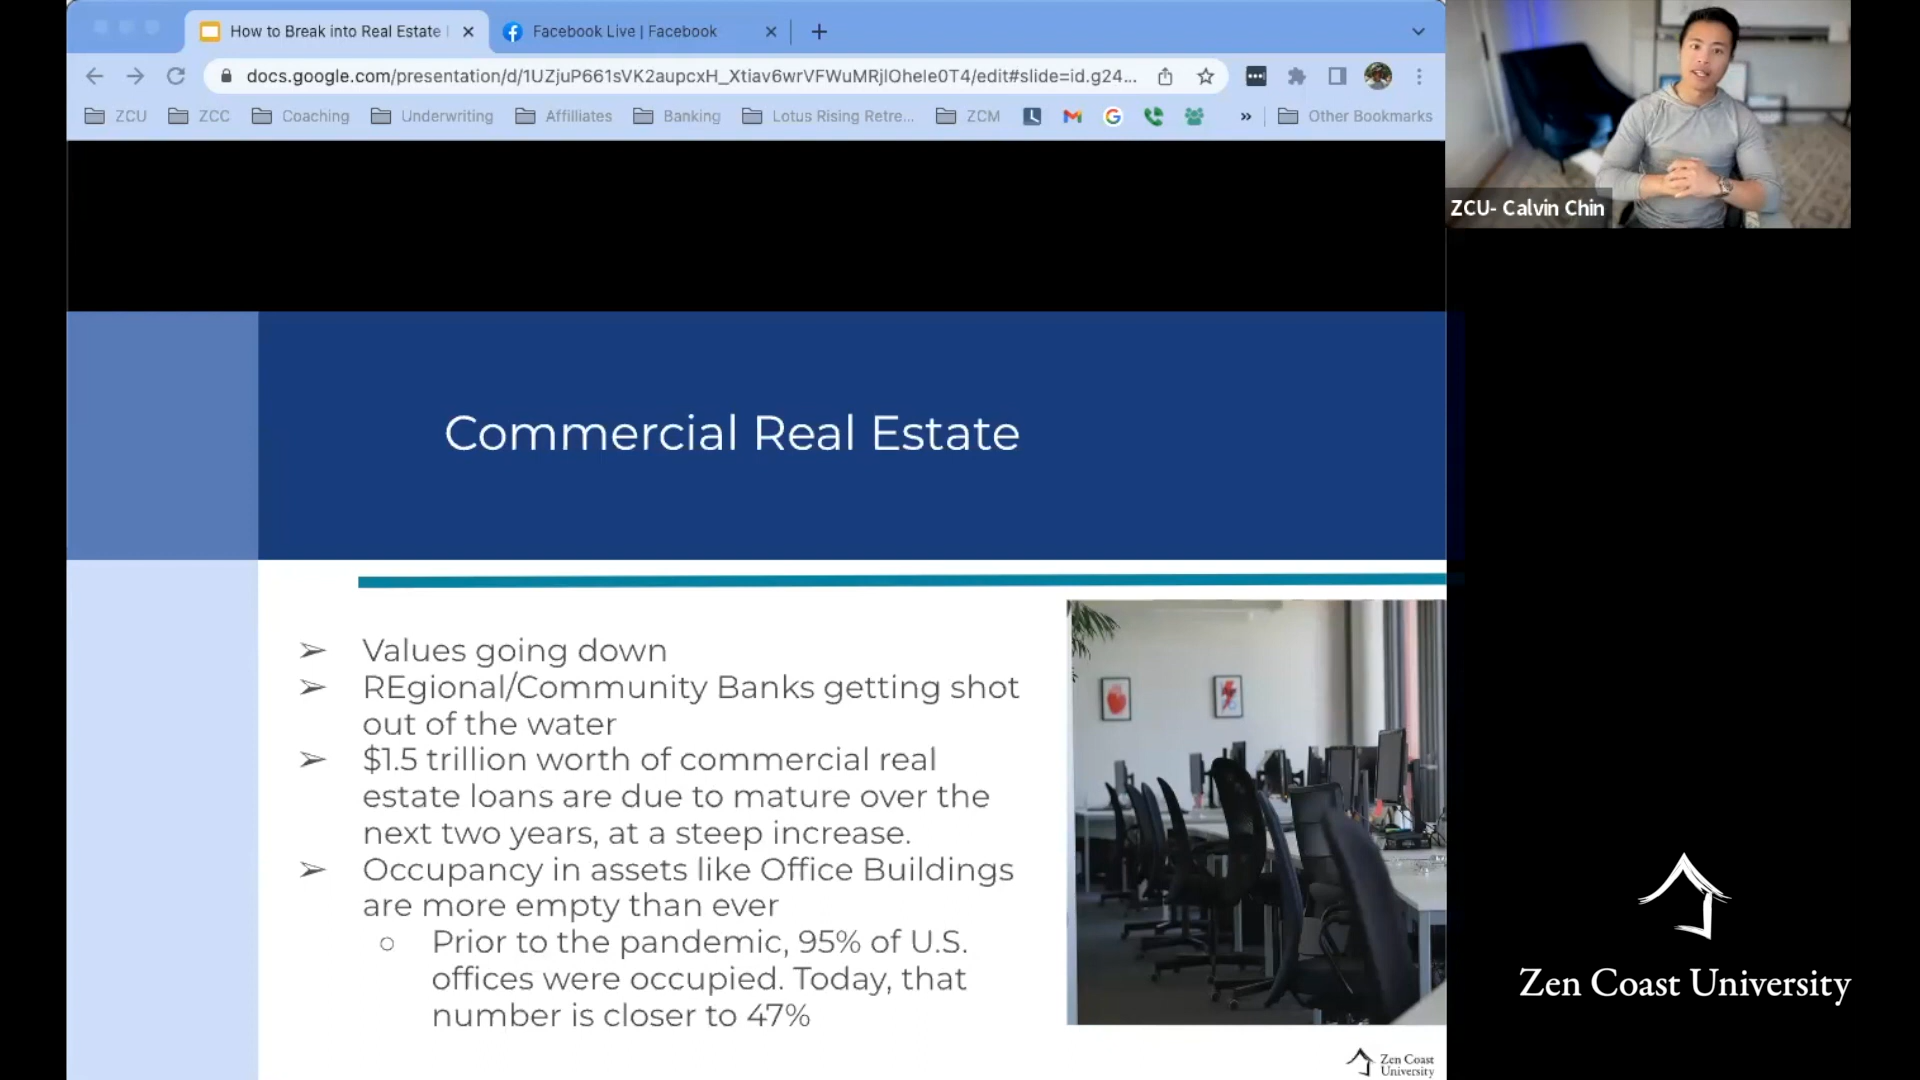 How to Break into Real Estate
Facebook Live | Facebook
docs.google.com/presentation/d/1UZjuP661sVK2aupcxH_Xtiav6wrVFWuMRjlOhele0T4/edit#slide=id.g24...
ZCU
ZCC
Coaching
Underwriting
Affilliates
Banking
Lotus Rising Retre...
ZCM
Other Bookmarks
ZCU- Calvin Chin
Commercial Real Estate
➢ Values going down
➢ REgional/Community Banks getting shot
out of the water
➢ $1.5 trillion worth of commercial real
estate loans are due to mature over the
next two years, at a steep increase.
➢ Occupancy in assets like Office Buildings
are more empty than ever
○ Prior to the pandemic, 95% of U.S.
offices were occupied. Today, that
number is closer to 47%
Zen Coast
University
Zen Coast University